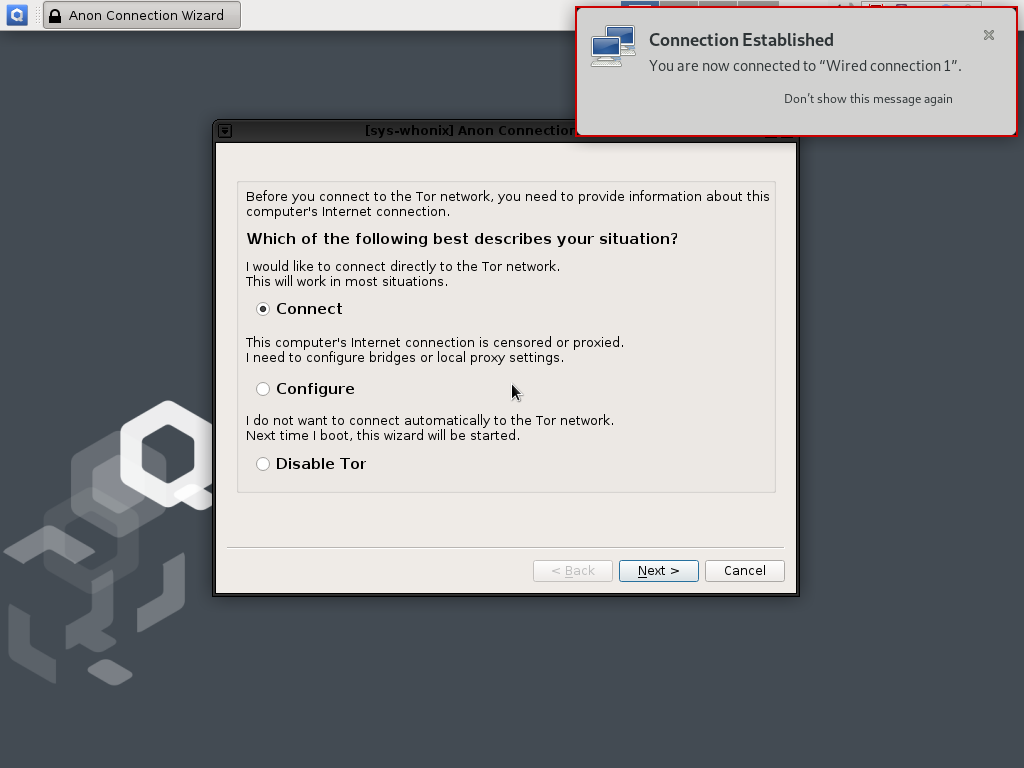 Anon Connection Wizard
Connection Established
You are now connected to “Wired connection 1”.
Don’t show this message again
[sys-whonix] Anon Connection
Before you connect to the Tor network, you need to provide information about this
computer's Internet connection.
Which of the following best describes your situation?
I would like to connect directly to the Tor network.
This will work in most situations.
Connect
This computer's Internet connection is censored or proxied.
I need to configure bridges or local proxy settings.
Configure
I do not want to connect automatically to the Tor network.
Next time I boot, this wizard will be started.
Disable Tor
< Back
Next >
Cancel